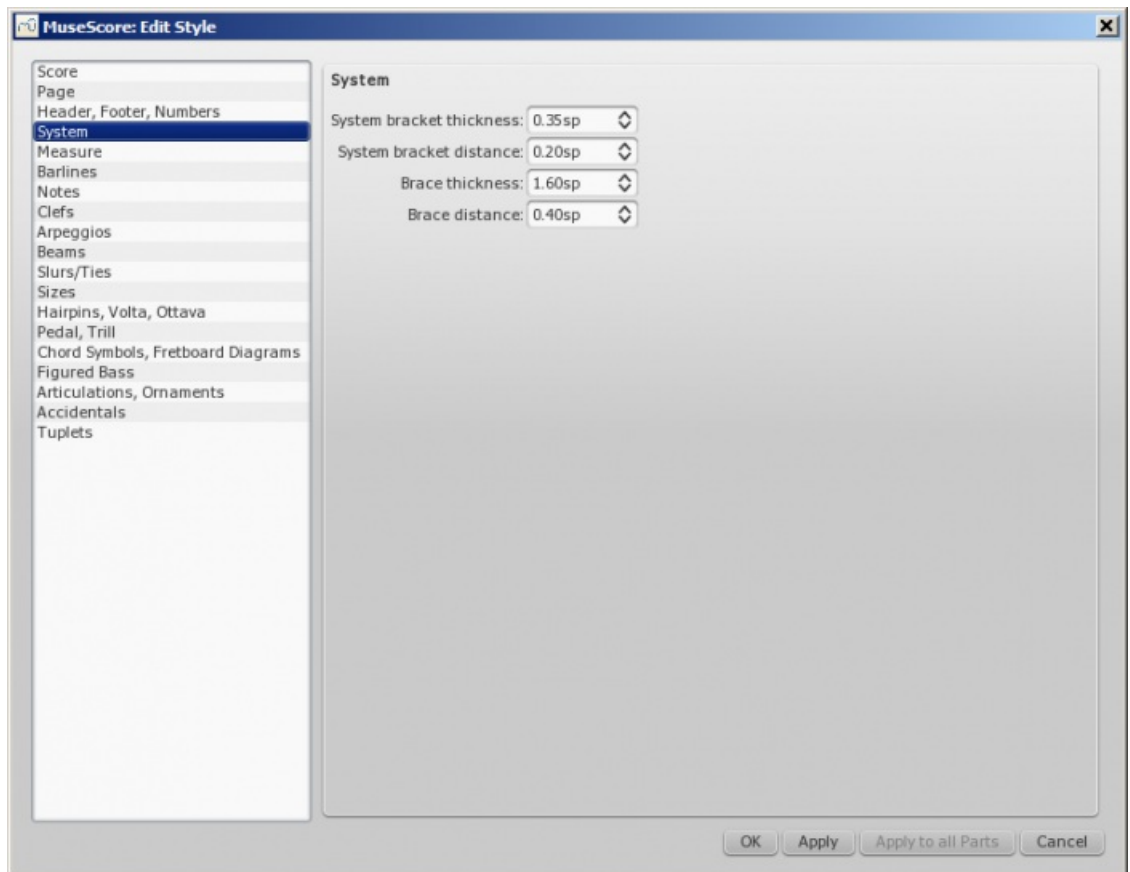 MuseScore: Edit Style
Score
Page
Header, Footer, Numbers
System
Measure
Barlines
Notes
Clefs
Arpeggios
Beams
Slurs/Ties
Sizes
Hairpins, Volta, Ottava
Pedal, Trill
Chord Symbols, Fretboard Diagrams
Figured Bass
Articulations, Ornaments
Accidentals
Tuplets
System
System bracket thickness: 0.35sp
System bracket distance: 0.20sp
Brace thickness: 1.60sp
Brace distance: 0.40sp
OK Apply Apply to all Parts Cancel